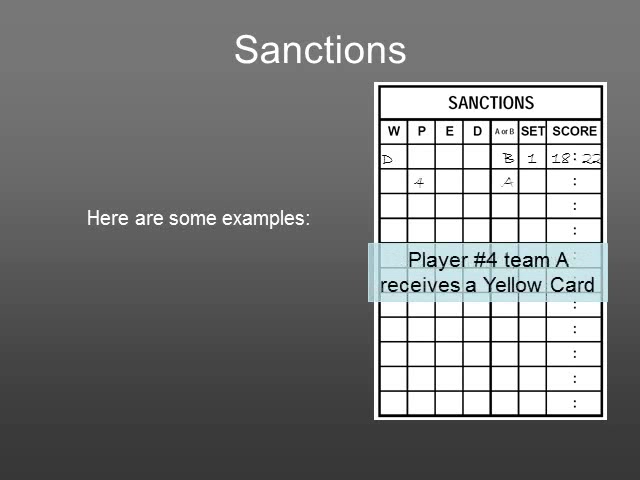 Sanctions
SANCTIONS
W P E D A or B SET SCORE
D B 1 18:22
4 A :
:
:
Here are some examples:
Player #4 team A
receives a Yellow Card
:
:
:
:
: